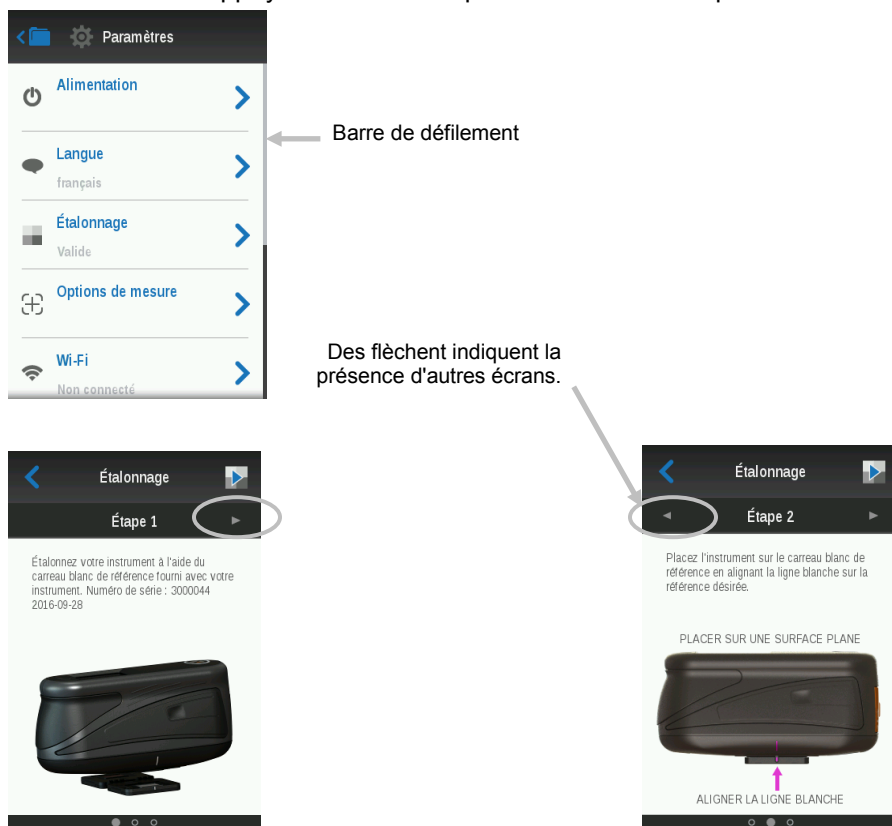 Paramètres
Alimentation
Barre de défilement
Langue
français
Étalonnage
Valide
Options de mesure
Wi-Fi
Non connecté
Des flèchent indiquent la
présence d'autres écrans.
Étalonnage
Étape 1
Étalonnez votre instrument à l'aide du
carreau blanc de référence fourni avec votre
instrument. Numéro de série : 3000044
2016-09-28
Étalonnage
Étape 2
Placez l'instrument sur le carreau blanc de
référence en alignant la ligne blanche sur la
référence désirée.
PLACER SUR UNE SURFACE PLANE
ALIGNER LA LIGNE BLANCHE